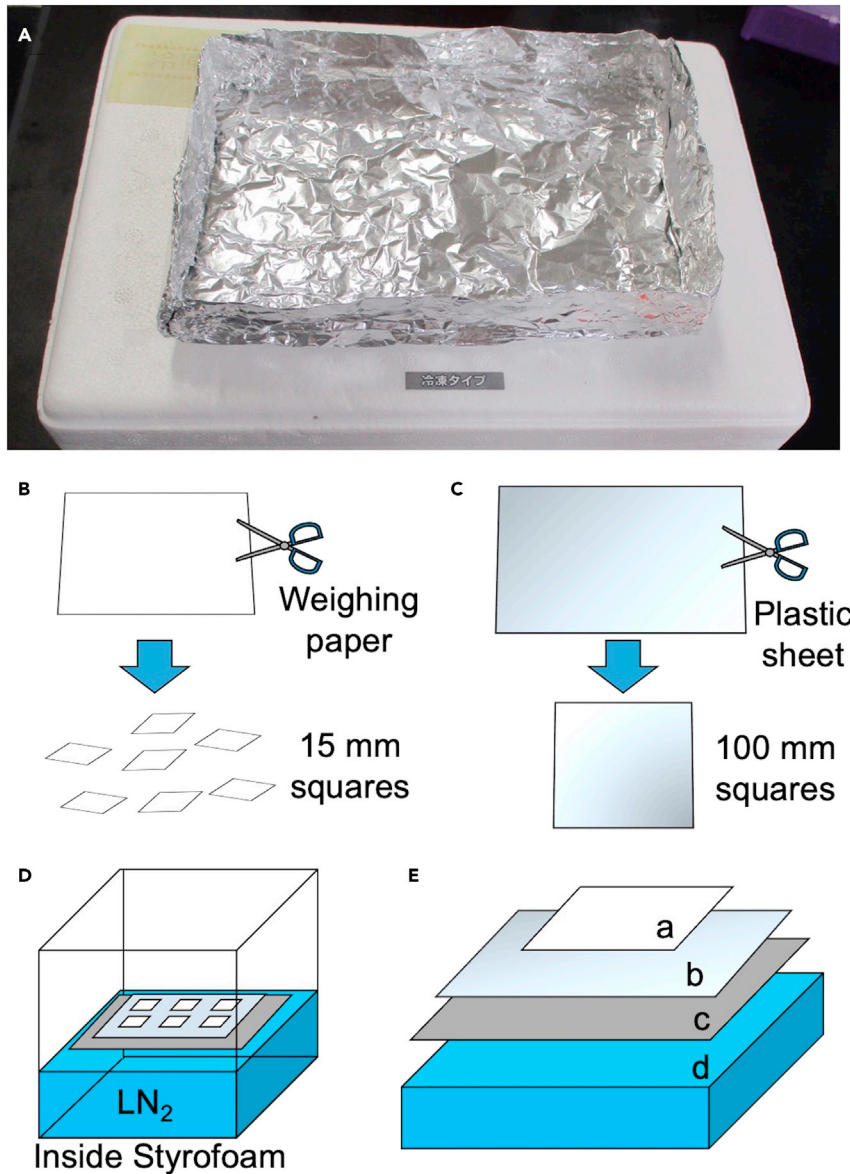 A
冷凍タイプ
B
C
Weighing
paper
Plastic
sheet
15 mm
squares
100 mm
squares
D
E
LN₂
Inside Styrofoam
a
b
c
d